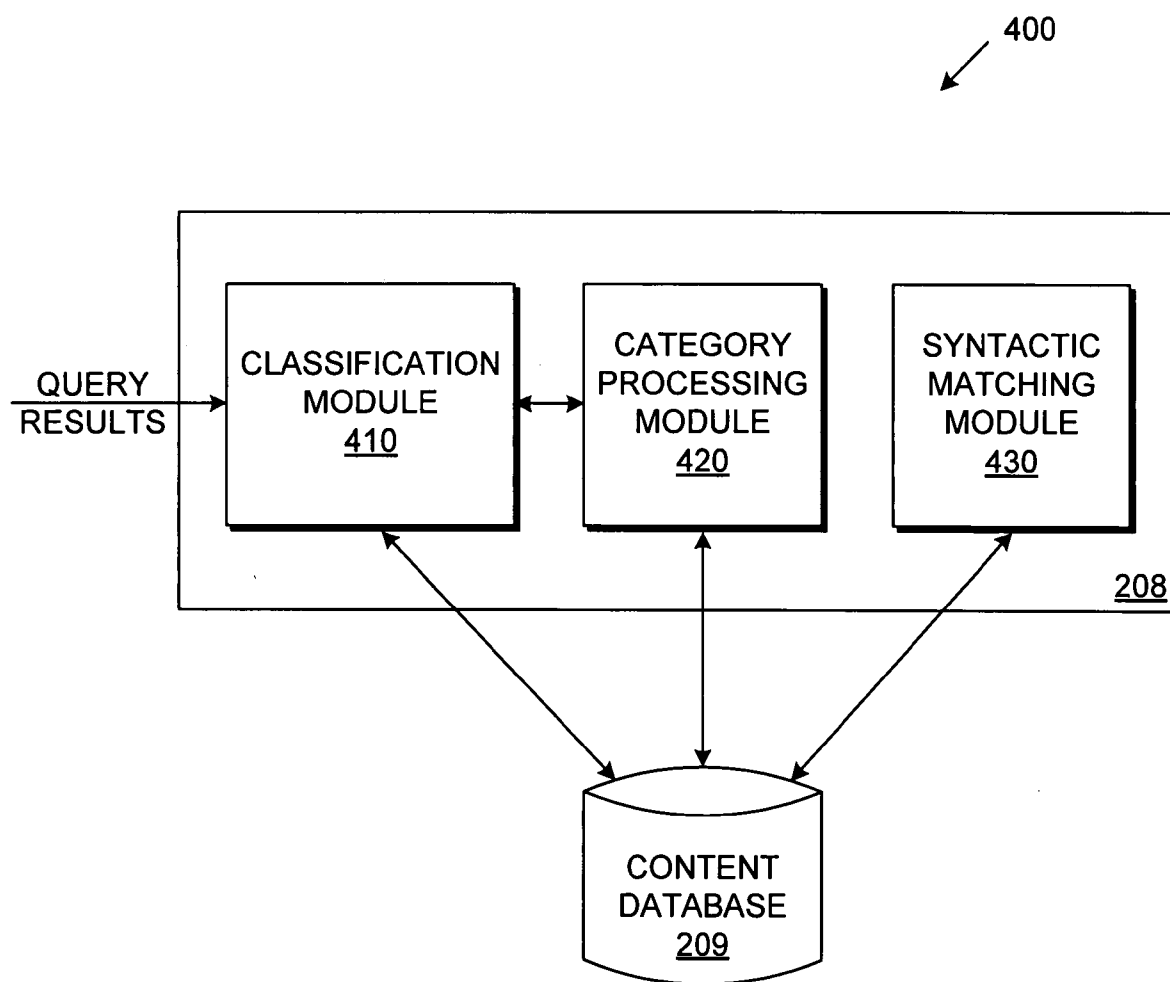 400
QUERY
RESULTS
CLASSIFICATION
MODULE
410
CATEGORY
PROCESSING
MODULE
420
SYNTACTIC
MATCHING
MODULE
430
208
CONTENT
DATABASE
209